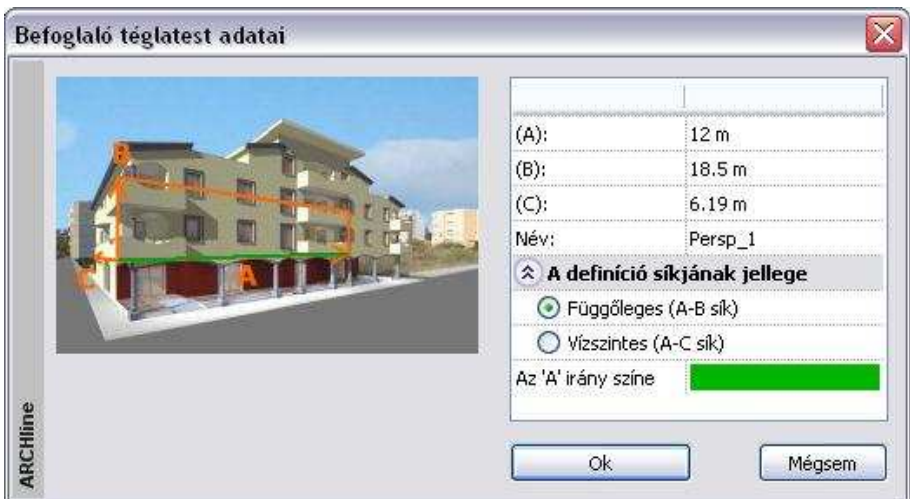 Befoglaló téglatest adatai
B
A
(A): 12 m
(B): 18.5 m
(C): 6.19 m
Név: Persp_1
A definíció síkjának jellege
Függőleges (A-B sík)
Vízszintes (A-C sík)
Az 'A' irány színe
ARCHline
Ok
Mégsem